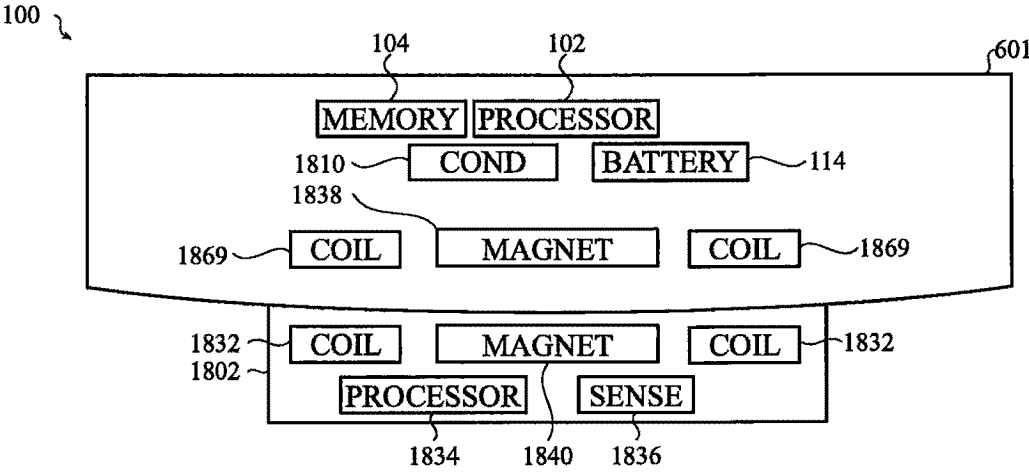 100
104 102 601
MEMORY PROCESSOR
1810 COND BATTERY 114
1838
1869 COIL MAGNET COIL 1869
1832 COIL MAGNET COIL 1832
1802
PROCESSOR SENSE
1834 1840 1836